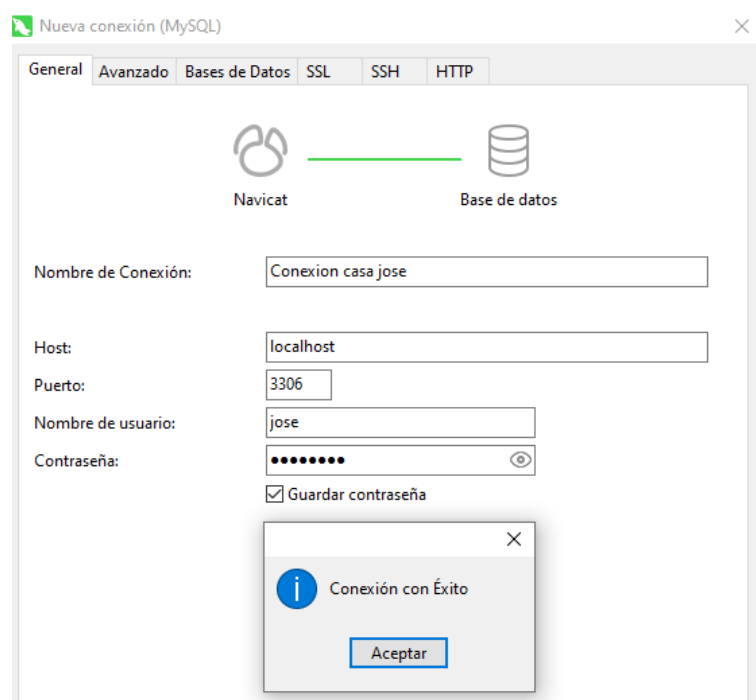 Nueva conexión (MySQL)
General Avanzado Bases de Datos SSL SSH HTTP
Navicat Base de datos
Nombre de Conexión: Conexion casa jose
Host: localhost
Puerto: 3306
Nombre de usuario: jose
Contraseña: ●●●●●●●●
Guardar contraseña
Conexión con Éxito
Aceptar